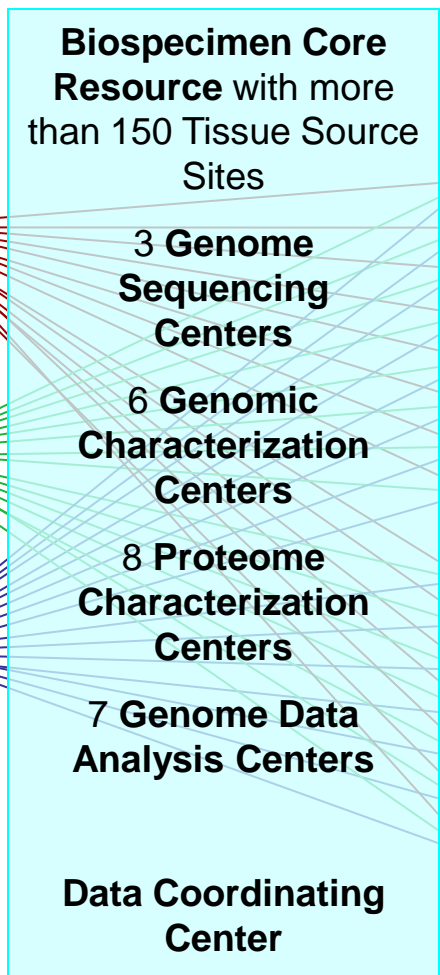 Biospecimen Core
Resource with more
than 150 Tissue Source
Sites
3 Genome
Sequencing
Centers
6 Genomic
Characterization
Centers
8 Proteome
Characterization
Centers
7 Genome Data
Analysis Centers
Data Coordinating
Center